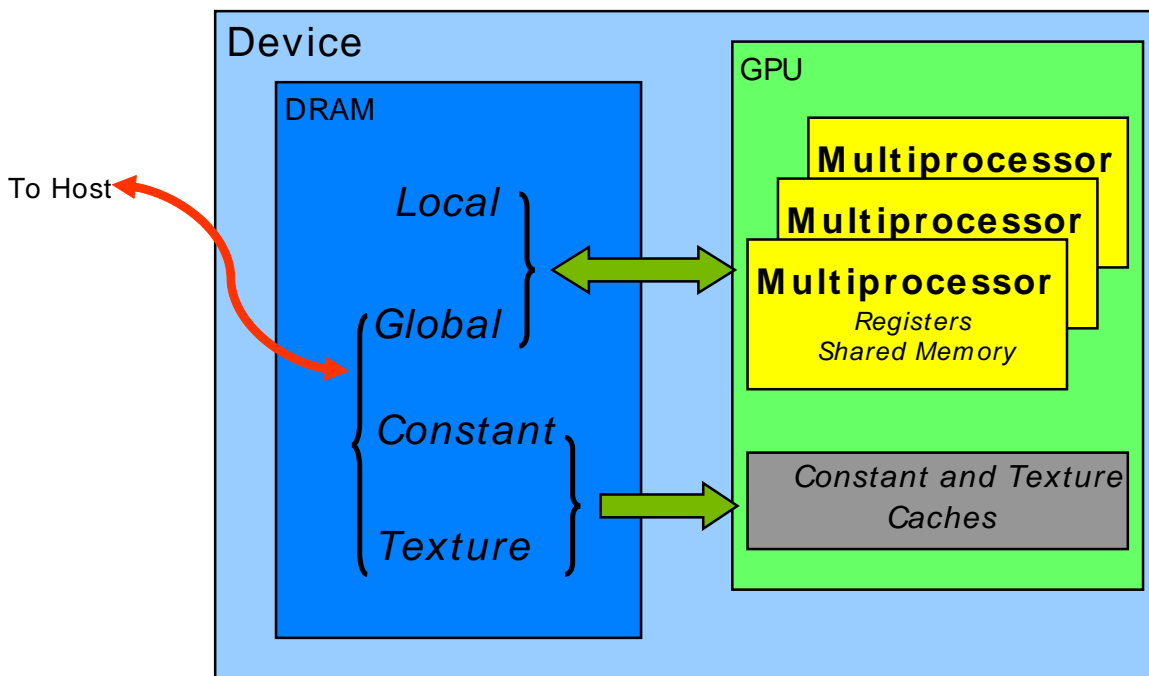 Device
DRAM
To Host
Local
Global
Constant
Texture
GPU
Multiprocessor
Multiprocessor
Multiprocessor
Registers
Shared Memory
Constant and Texture
Caches